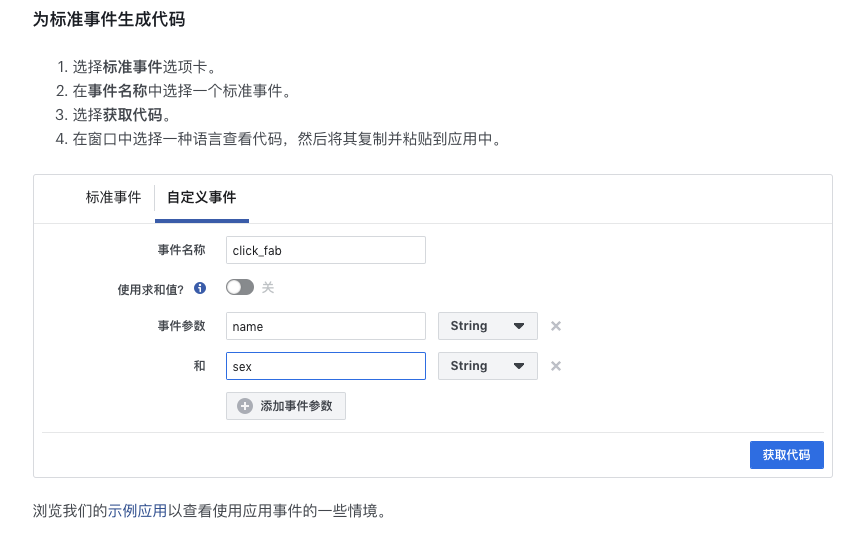 为标准事件生成代码
1. 选择标准事件选项卡。
2. 在事件名称中选择一个标准事件。
3. 选择获取代码。
4. 在窗口中选择一种语言查看代码，然后将其复制并粘贴到应用中。
标准事件 自定义事件
事件名称 click_fab
使用求和值? i 关
事件参数 name String
和 sex String
添加事件参数
获取代码
浏览我们的示例应用以查看使用应用事件的一些情境。